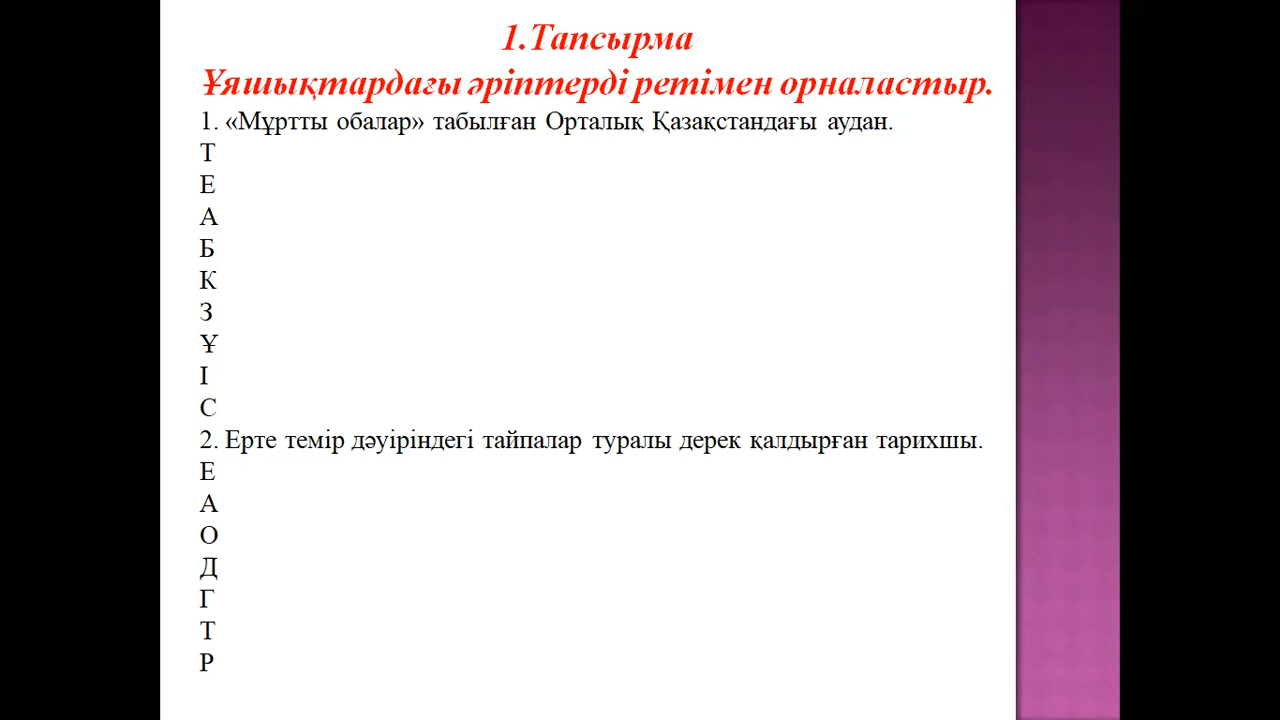 1.Тапсырма
Ұяшықтардағы әріптерді ретімен орналастыр.
1. «Мұртты обалар» табылған Орталық Қазақстандағы аудан.
Т
Е
А
Б
К
З
Ұ
І
С
2. Ерте темір дәуіріндегі тайпалар туралы дерек қалдырған тарихшы.
Е
А
О
Д
Г
Т
Р